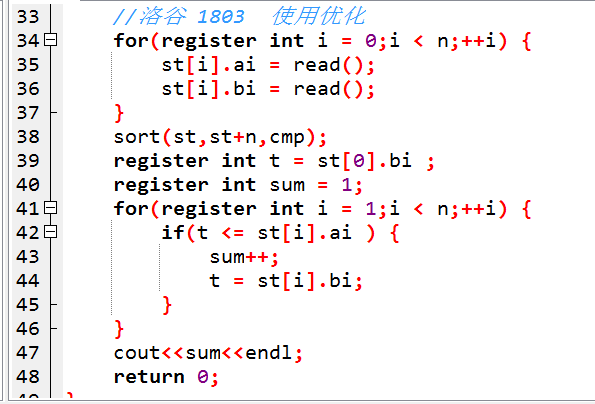 33 //洛谷 1803  使用优化
34 for(register int i = 0;i < n;++i) {
35 st[i].ai = read();
36 st[i].bi = read();
37 }
38 sort(st,st+n,cmp);
39 register int t = st[0].bi ;
40 register int sum = 1;
41 for(register int i = 1;i < n;++i) {
42 if(t <= st[i].ai ) {
43 sum++;
44 t = st[i].bi;
45 }
46 }
47 cout<<sum<<endl;
48 return 0;